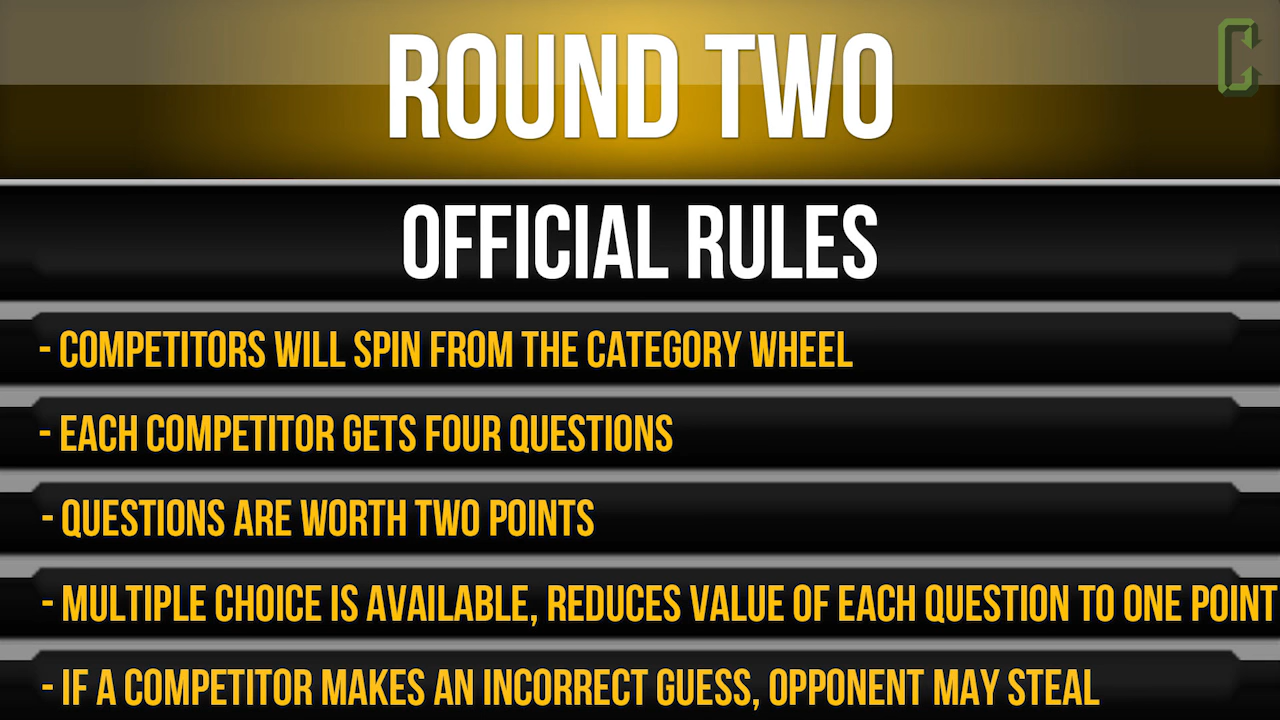 ROUND TWO
OFFICIAL RULES
- COMPETITORS WILL SPIN FROM THE CATEGORY WHEEL
- EACH COMPETITOR GETS FOUR QUESTIONS
- QUESTIONS ARE WORTH TWO POINTS
- MULTIPLE CHOICE IS AVAILABLE, REDUCES VALUE OF EACH QUESTION TO ONE POINT
- IF A COMPETITOR MAKES AN INCORRECT GUESS, OPPONENT MAY STEAL